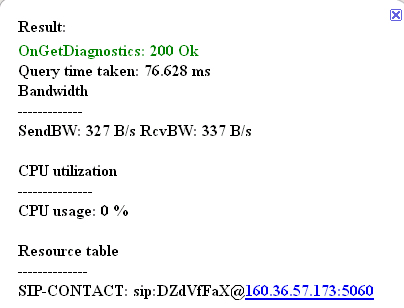 Result:
OnGetDiagnostics: 200 Ok
Query time taken: 76.628 ms
Bandwidth
-------------
SendBW: 327 B/s RcvBW: 337 B/s
CPU utilization
---------------
CPU usage: 0 %
Resource table
--------------
SIP-CONTACT: sip:DZdVfFaX@160.36.57.173:5060